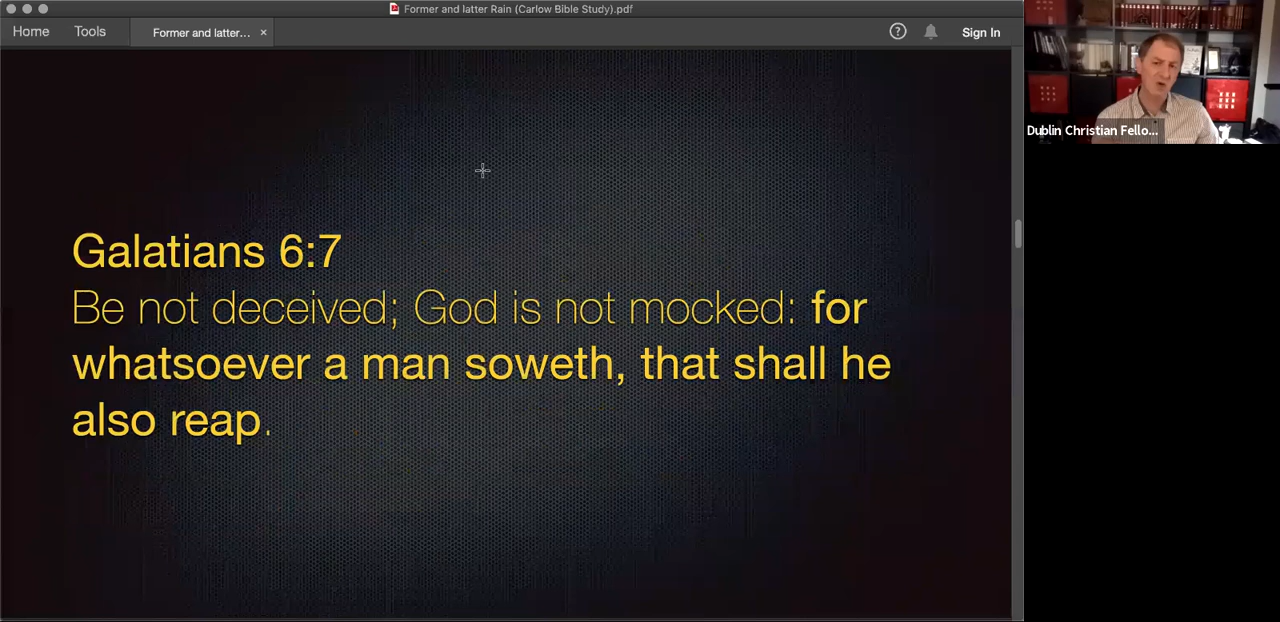 Former and latter Rain (Carlow Bible Study).pdf
Home Tools Former and latter... × ? Sign In
Dublin Christian Fello...
Galatians 6:7
Be not deceived; God is not mocked: for
whatsoever a man soweth, that shall he
also reap.